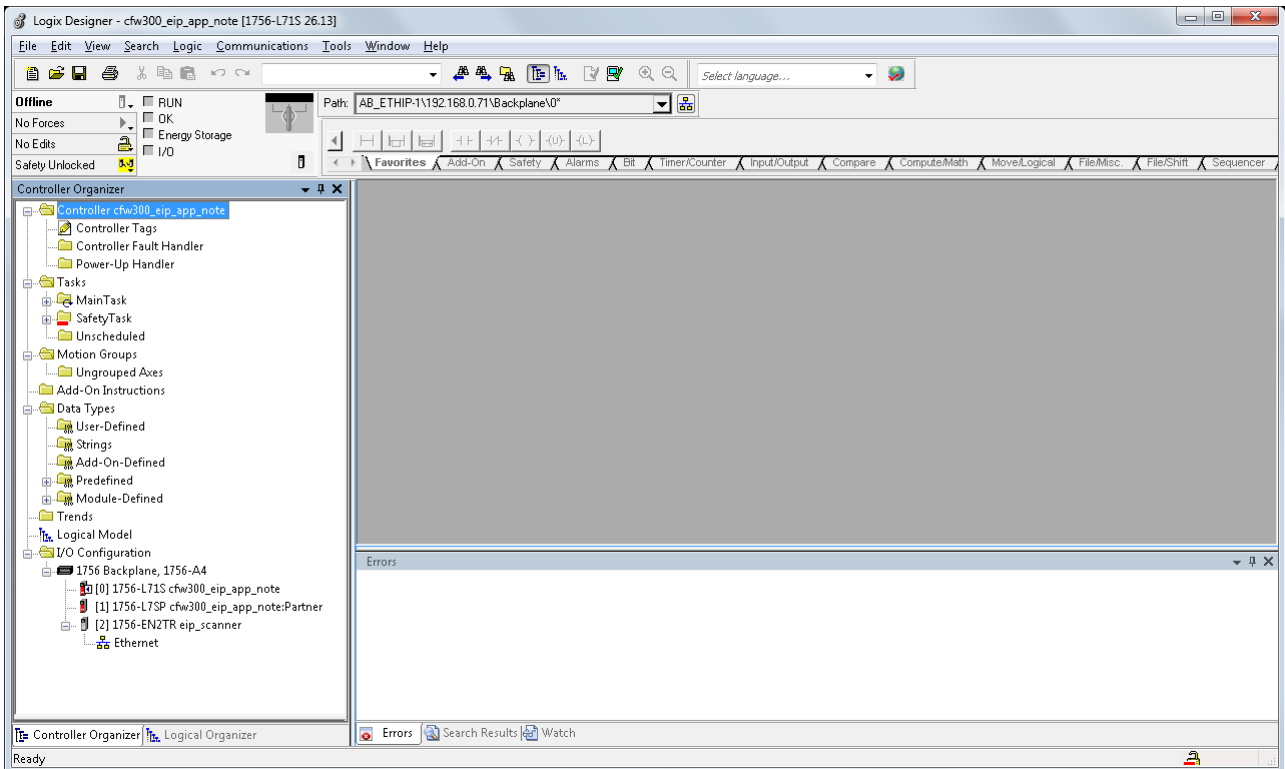 Logix Designer - cfw300_eip_app_note [1756-L71S 26.13]
File Edit View Search Logic Communications Tools Window Help
Select language...
Offline
RUN
No Forces
OK
No Edits
Energy Storage
Safety Unlocked
I/O
Path: AB_ETHIP-1\192.168.0.71\Backplane\0*
Favorites Add-On Safety Alarms Bit Timer/Counter Input/Output Compare Compute/Math Move/Logical File/Misc. File/Shift Sequencer
Controller Organizer
Controller cfw300_eip_app_note
Controller Tags
Controller Fault Handler
Power-Up Handler
Tasks
MainTask
SafetyTask
Unscheduled
Motion Groups
Ungrouped Axes
Add-On Instructions
Data Types
User-Defined
Strings
Add-On-Defined
Predefined
Module-Defined
Trends
Logical Model
I/O Configuration
1756 Backplane, 1756-A4
[0] 1756-L71S cfw300_eip_app_note
[1] 1756-L7SP cfw300_eip_app_note:Partner
[2] 1756-EN2TR eip_scanner
Ethernet
Controller Organizer Logical Organizer
Errors
Errors Search Results Watch
Ready